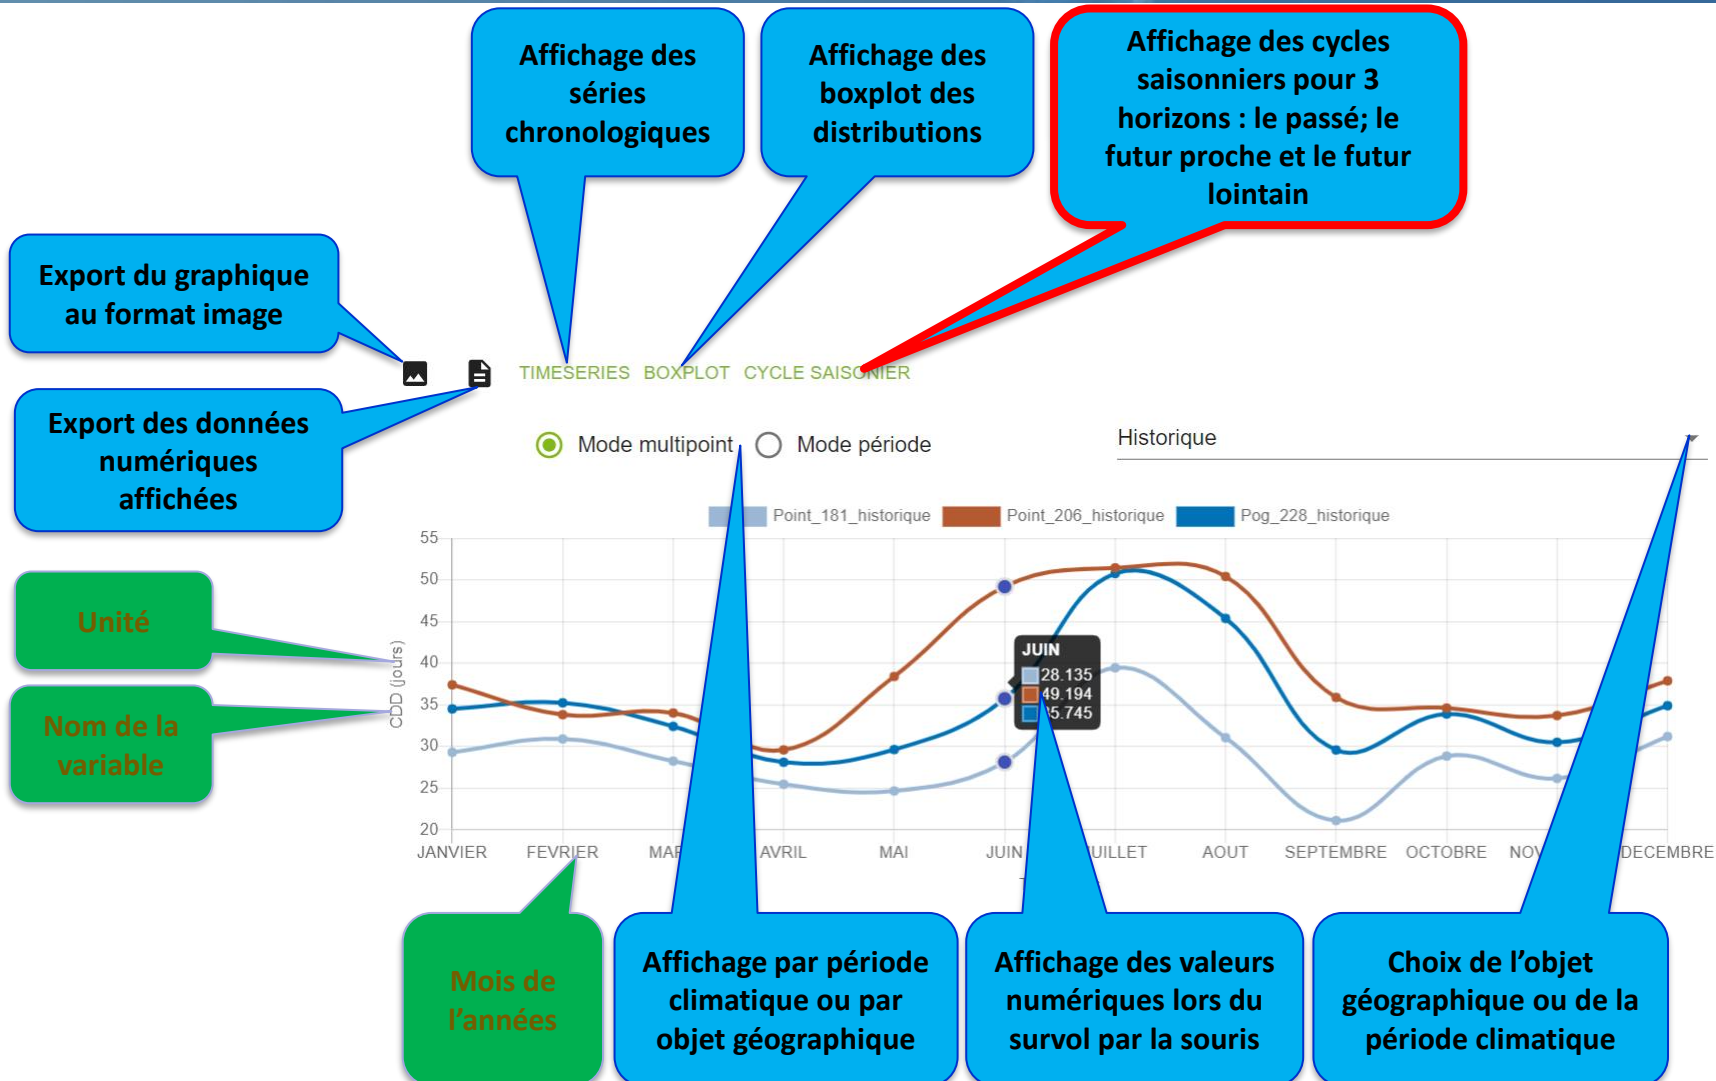 Affichage des
séries
chronologiques
Affichage des
boxplot des
distributions
Affichage des cycles
saisonniers pour 3
horizons : le passé; le
futur proche et le futur
lointain
Export du graphique
au format image
TIMESERIES BOXPLOT CYCLE SAISONIER
Export des données
numériques
affichées
Mode multipoint Mode période
Historique
Point_181_historique Point_206_historique Pog_228_historique
Unité
Nom de la
variable
CDD (jours)
55
50
45
40
35
30
25
20
JUIN
28.135
49.194
JANVIER FEVRIER AVRIL MAI JUIN AOUT SEPTEMBRE OCTOBRE DECEMBRE
Mois de
l'années
Affichage par période
climatique ou par
objet géographique
Affichage des valeurs
numériques lors du
survol par la souris
Choix de l'objet
géographique ou de la
période climatique